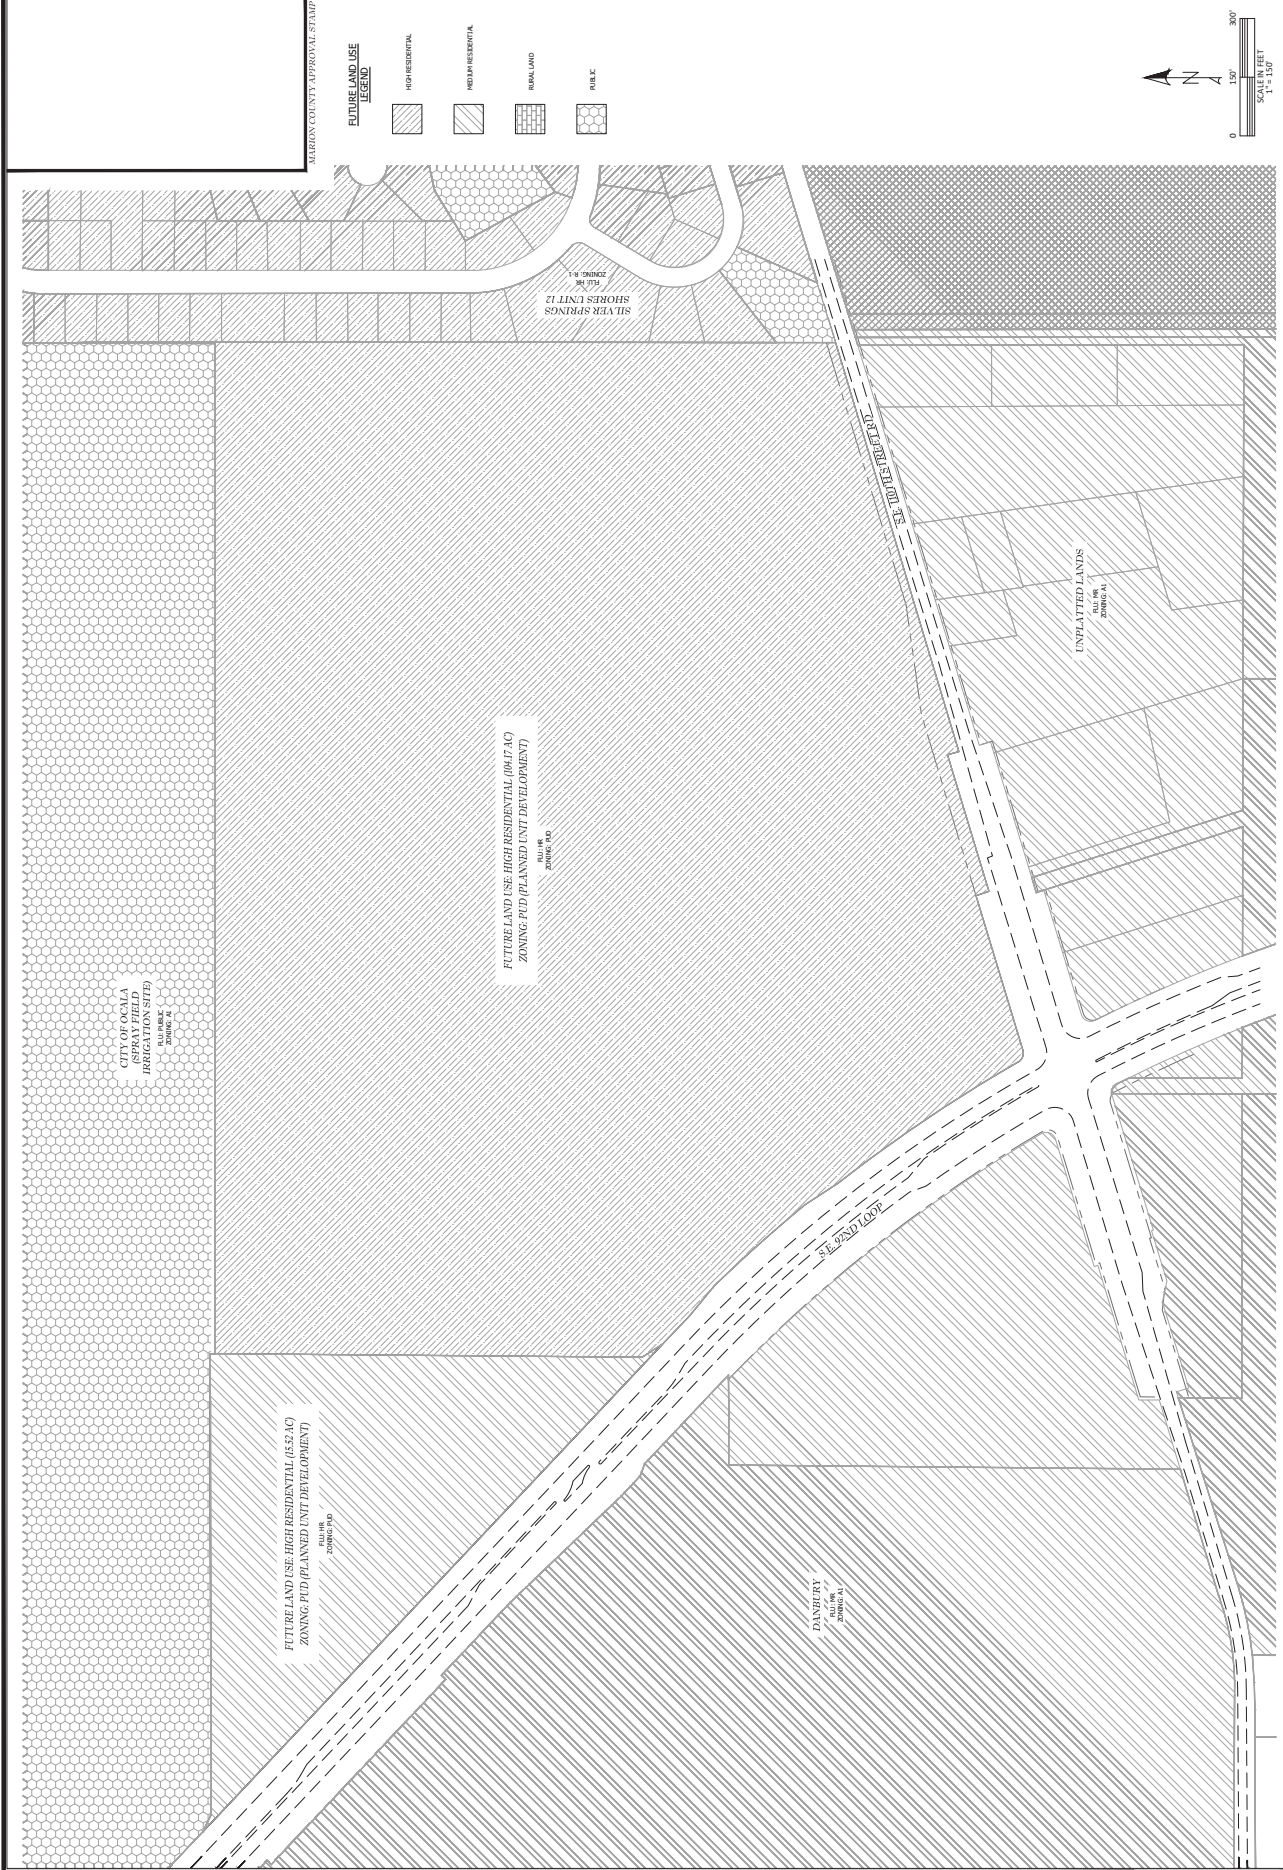 MARION COUNTY APPROVAL STAMP
FUTURE LAND USE
LEGEND
HIGH RESIDENTIAL
MEDIUM RESIDENTIAL
RURAL LAND
PUBLIC
N
0 150' 300'
SCALE IN FEET
1" = 150'
SILVER SPRINGS
SHORES UNIT 12
FLU: HR
ZONING: R-1
CITY OF OCALA
(SPRAY FIELD
IRRIGATION SITE)
FLU: PUBLIC
ZONING: A1
FUTURE LAND USE: HIGH RESIDENTIAL (104.17 AC)
ZONING: PUD (PLANNED UNIT DEVELOPMENT)
FLU: HR
ZONING: PUD
UNPLATTED LANDS
FLU: MR
ZONING: A1
S.E. 92ND LOOP
FUTURE LAND USE: HIGH RESIDENTIAL (15.52 AC)
ZONING: PUD (PLANNED UNIT DEVELOPMENT)
FLU: HR
ZONING: PUD
DANBURY
FLU: MR
ZONING: A1